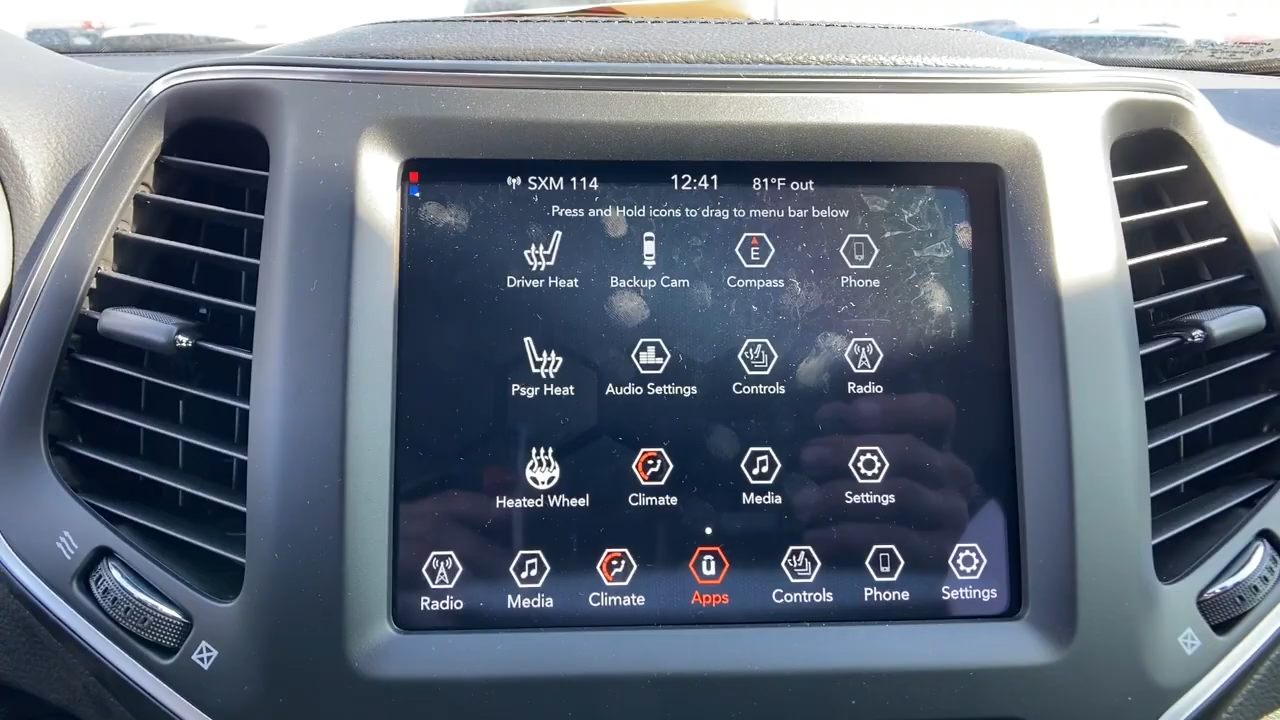 SXM 114 12:41 81°F out
Press and Hold icons to drag to menu bar below
E
Driver Heat Backup Cam Compass Phone
Psgr Heat Audio Settings Controls Radio
Heated Wheel Climate Media Settings
Radio Media Climate Apps Controls Phone Settings